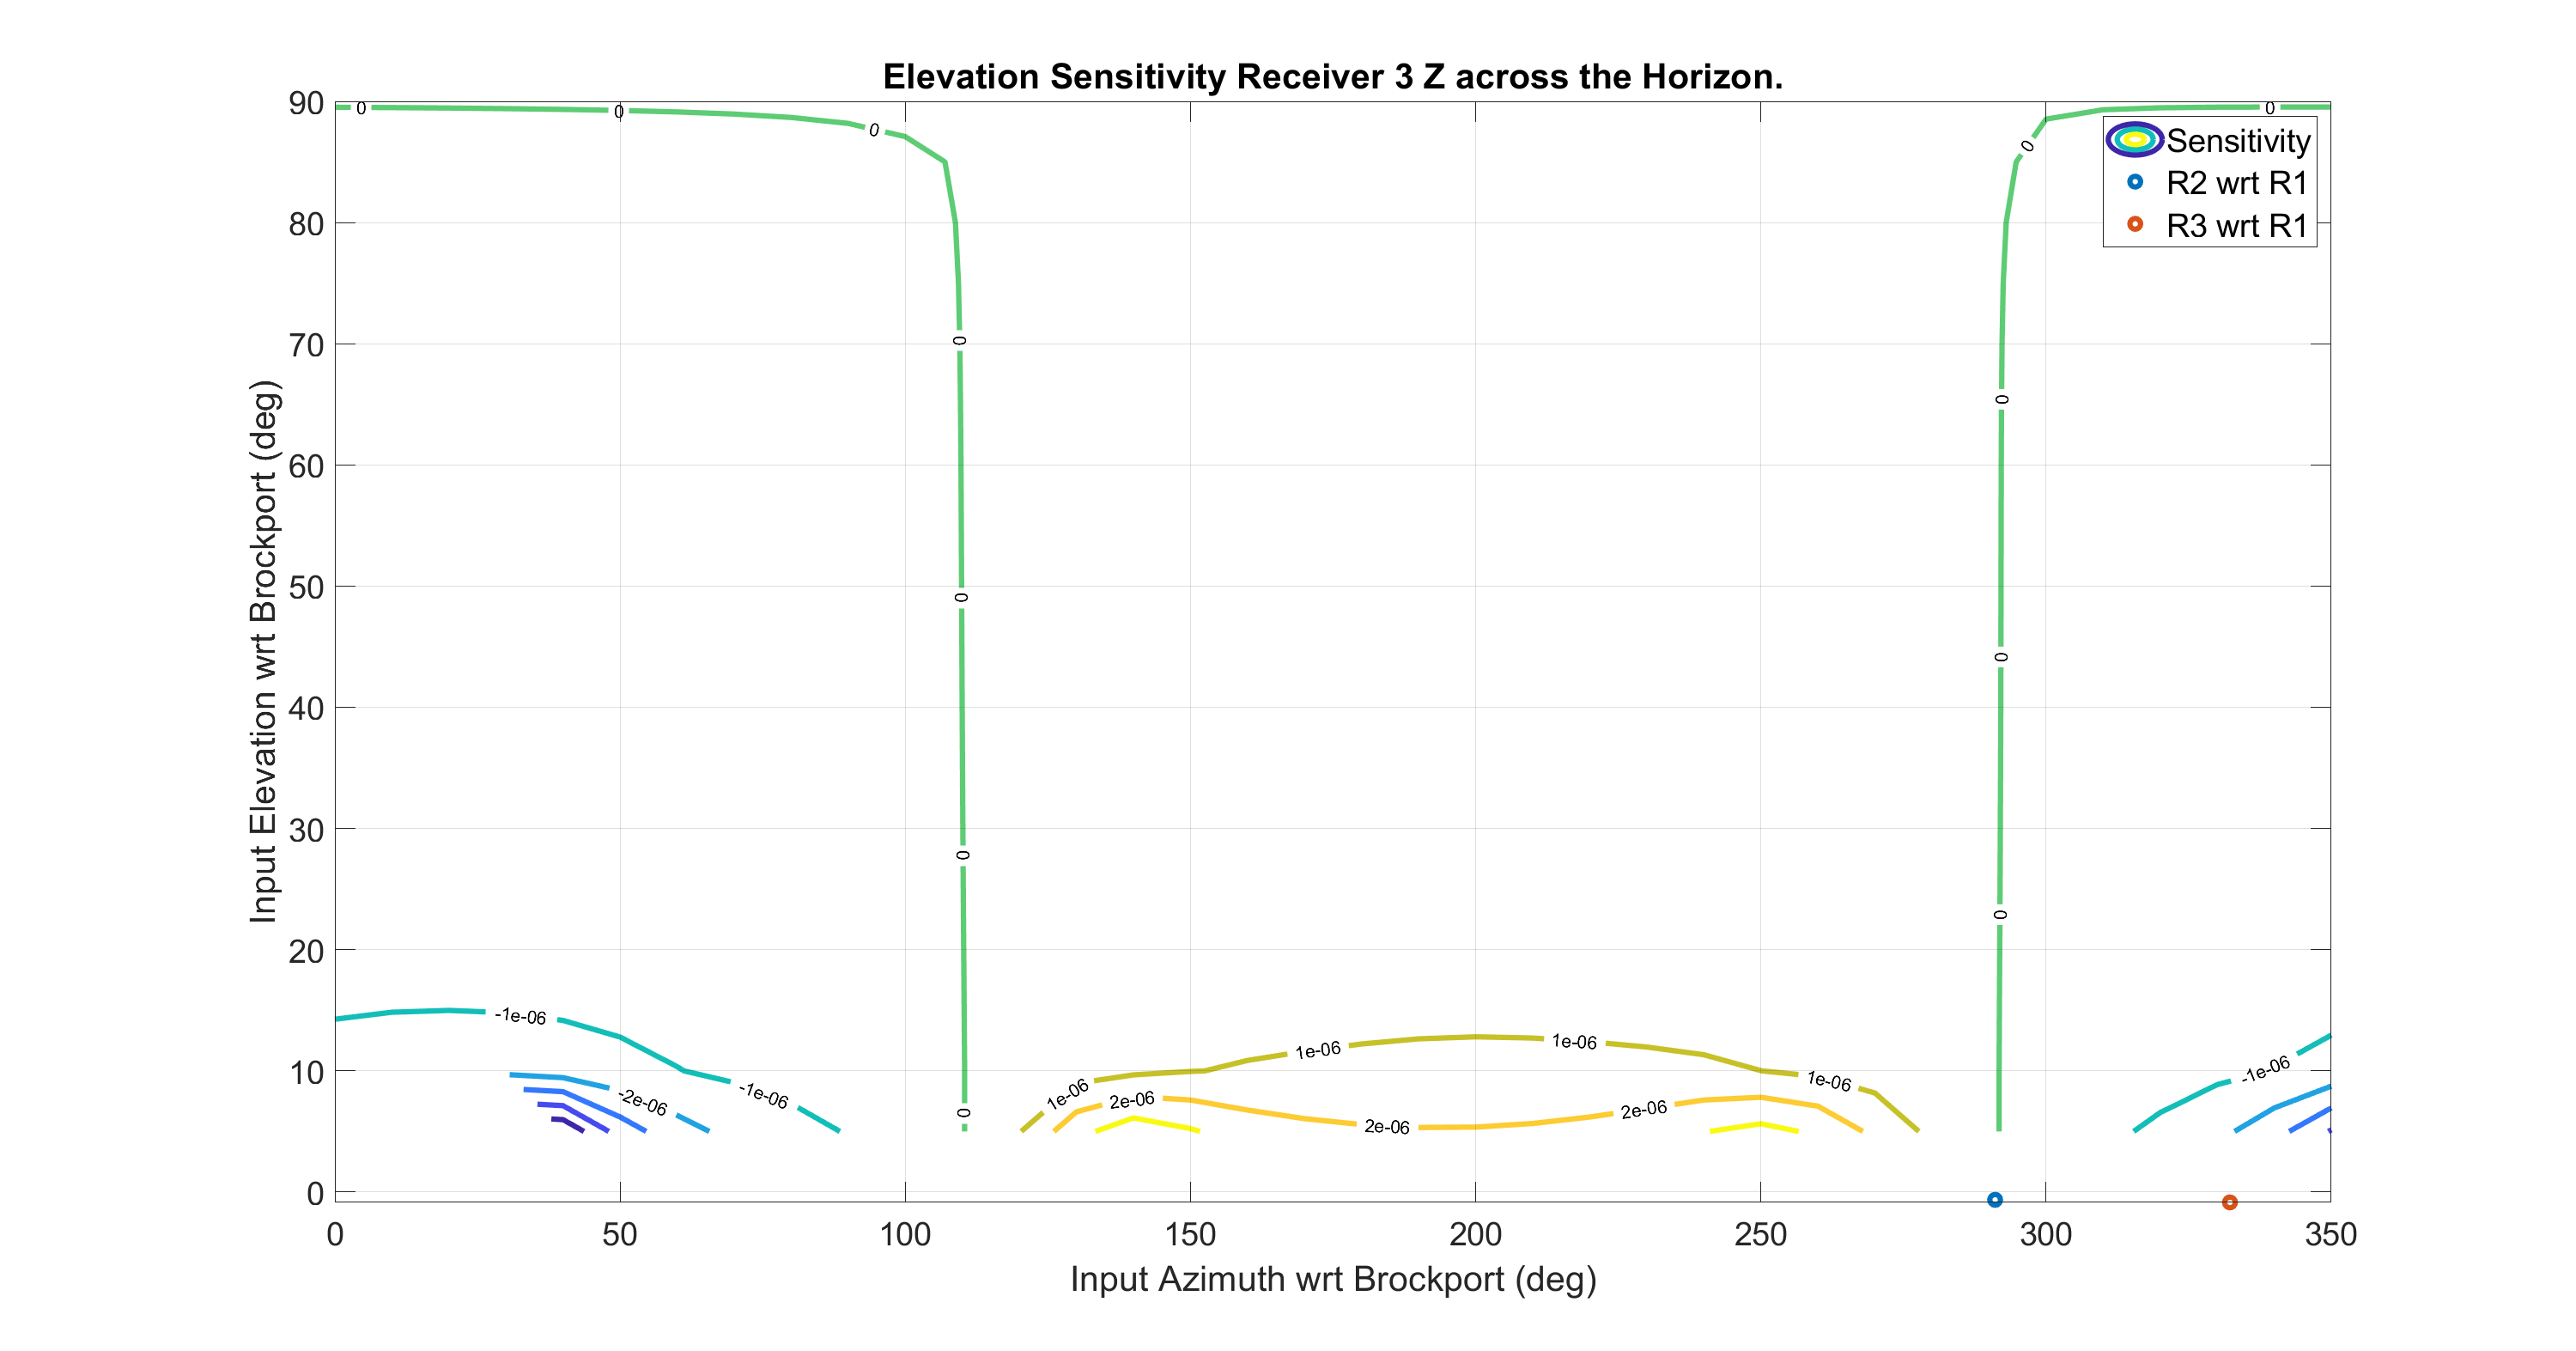 Elevation Sensitivity Receiver 3 Z across the Horizon.
90
80
70
60
50
40
30
20
10
0
Input Elevation wrt Brockport (deg)
0 0 0 0 0
Sensitivity
R2 wrt R1
R3 wrt R1
0
0
0
0
0
0
0
0
-1e-06
-2e-06
-1e-06
1e-06
2e-06
1e-06
2e-06
1e-06
2e-06
1e-06
-1e-06
0 50 100 150 200 250 300 350
Input Azimuth wrt Brockport (deg)